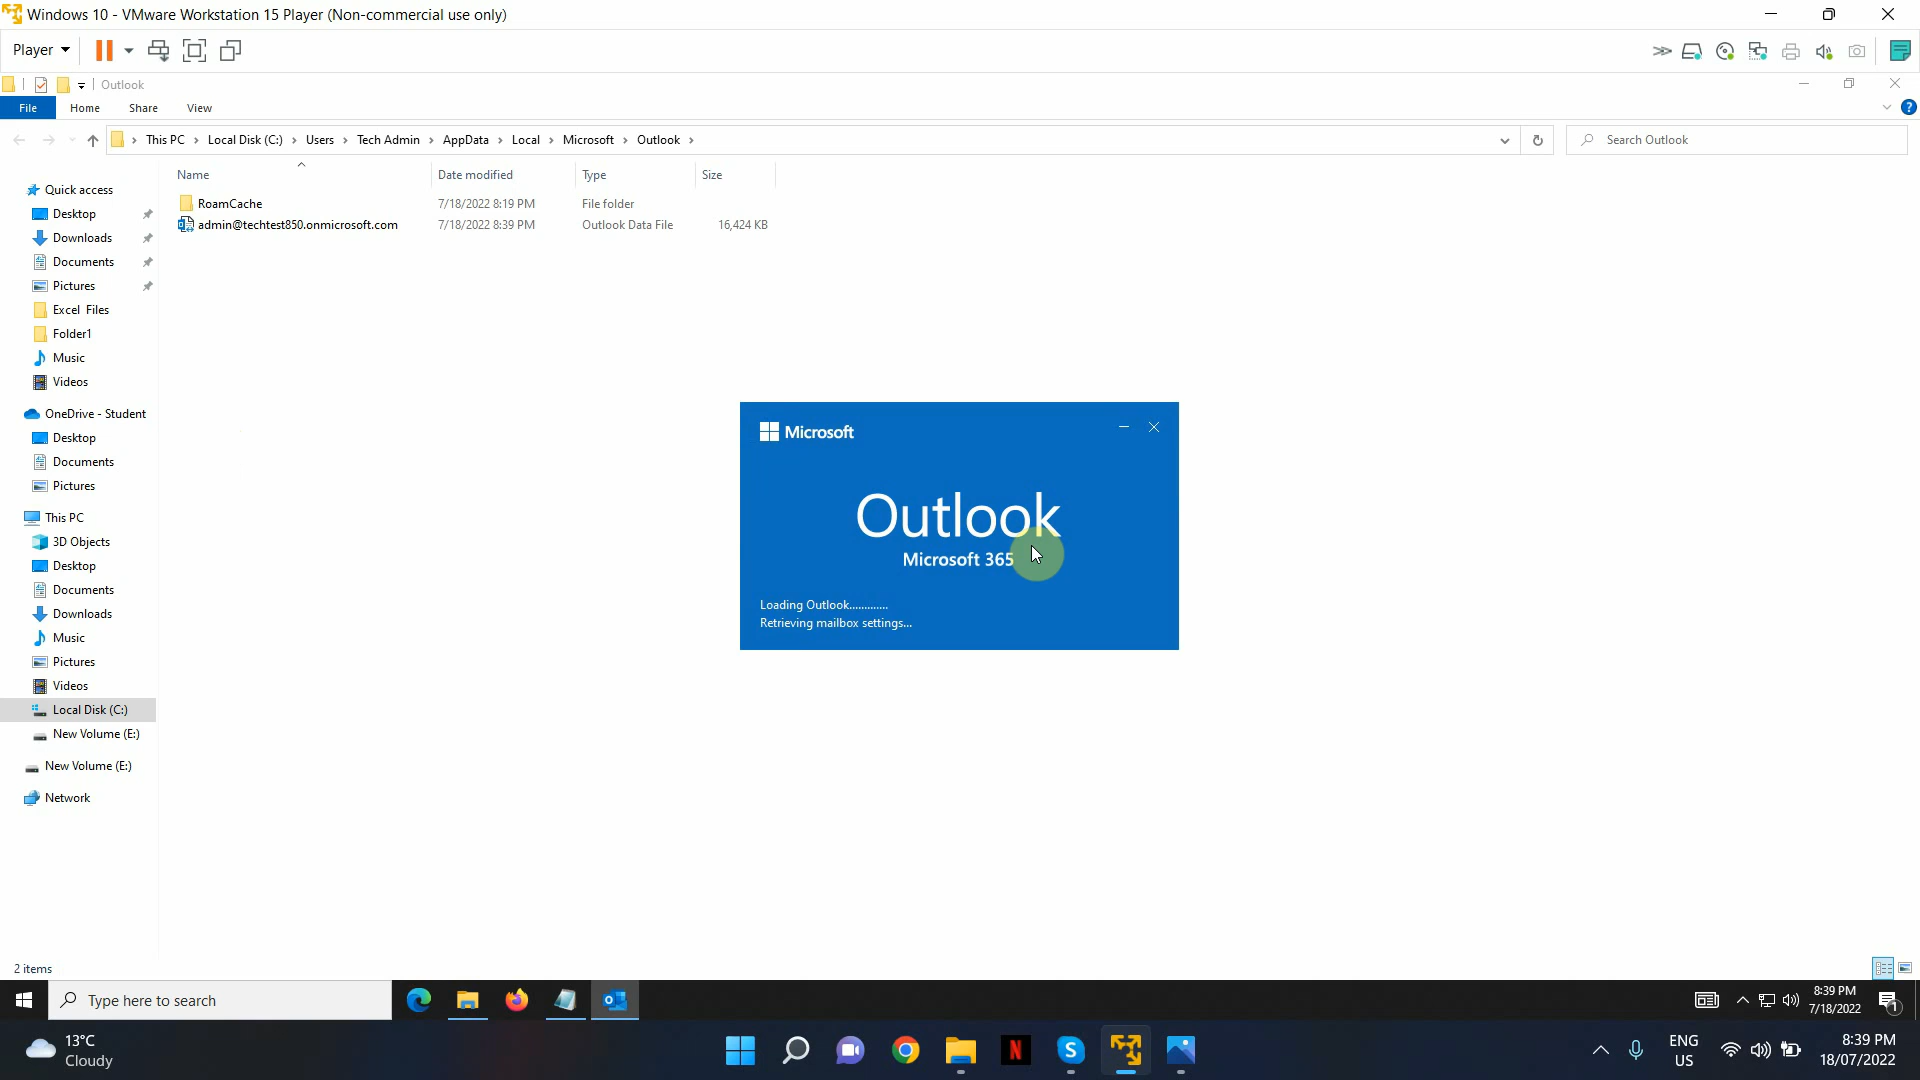 Windows 10 - VMware Workstation 15 Player (Non-commercial use only)
Player
Outlook
File Home Share View
This PC Local Disk (C:) Users Tech Admin AppData Local Microsoft Outlook
Search Outlook
Name Date modified Type Size
RoamCache 7/18/2022 8:19 PM File folder
admin@techtest850.onmicrosoft.com 7/18/2022 8:39 PM Outlook Data File 16,424 KB
Quick access
Desktop
Downloads
Documents
Pictures
Excel Files
Folder1
Music
Videos
OneDrive - Student
Desktop
Documents
Pictures
This PC
3D Objects
Desktop
Documents
Downloads
Music
Pictures
Videos
Local Disk (C:)
New Volume (E:)
New Volume (E:)
Network
Microsoft
Outlook
Microsoft 365
Loading Outlook.............
Retrieving mailbox settings...
2 items
Type here to search
8:39 PM
7/18/2022
1
13°C
Cloudy
ENG
US
8:39 PM
18/07/2022